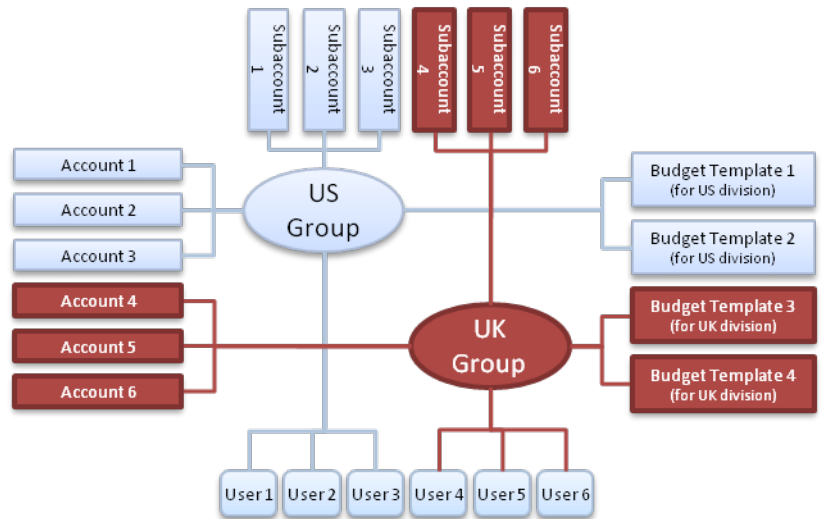 Subaccount
1
Subaccount
2
Subaccount
3
Subaccount
4
Subaccount
5
Subaccount
6
Account 1
Account 2
Account 3
US
Group
Budget Template 1
(for US division)
Budget Template 2
(for US division)
Account 4
Account 5
Account 6
UK
Group
Budget Template 3
(for UK division)
Budget Template 4
(for UK division)
User 1
User 2
User 3
User 4
User 5
User 6